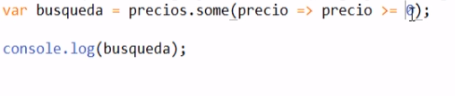 var busqueda = precios.some(precio => precio >= );
console.log(busqueda);